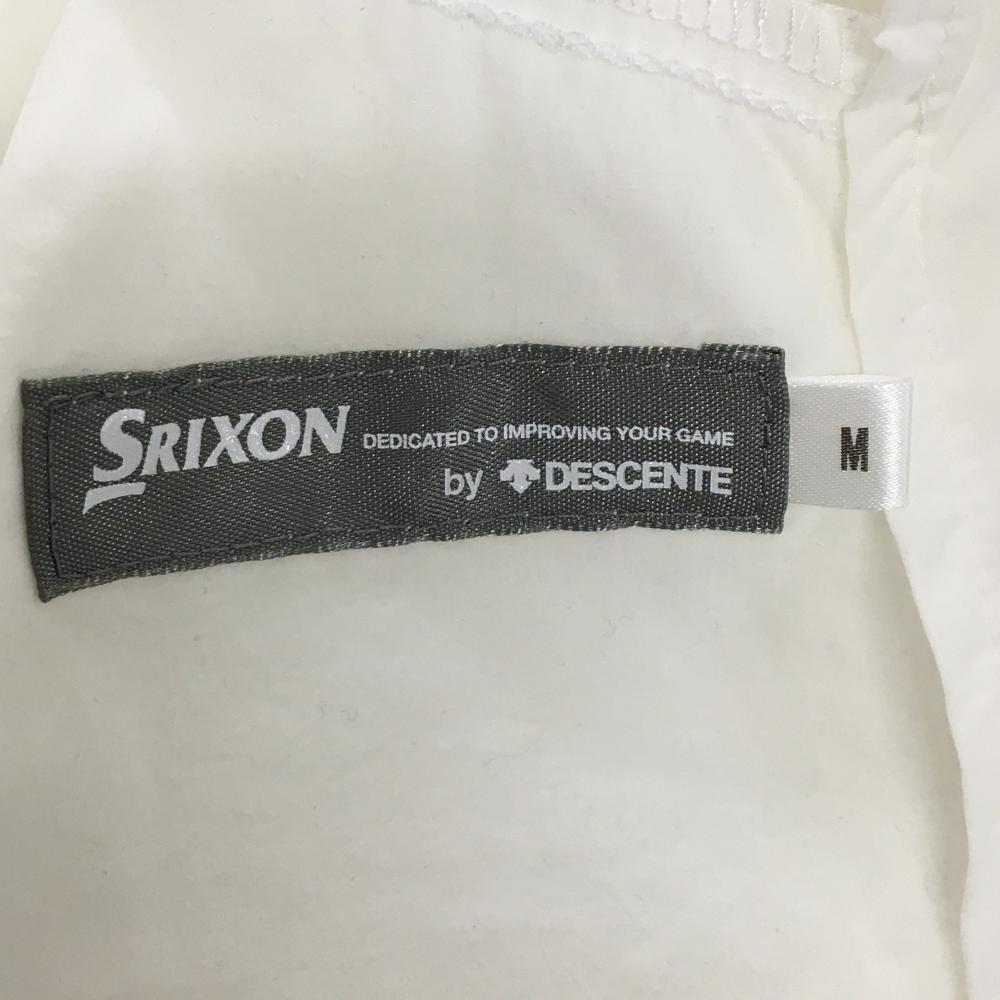 SRIXON DEDICATED TO IMPROVING YOUR GAME
by DESCENTE
M